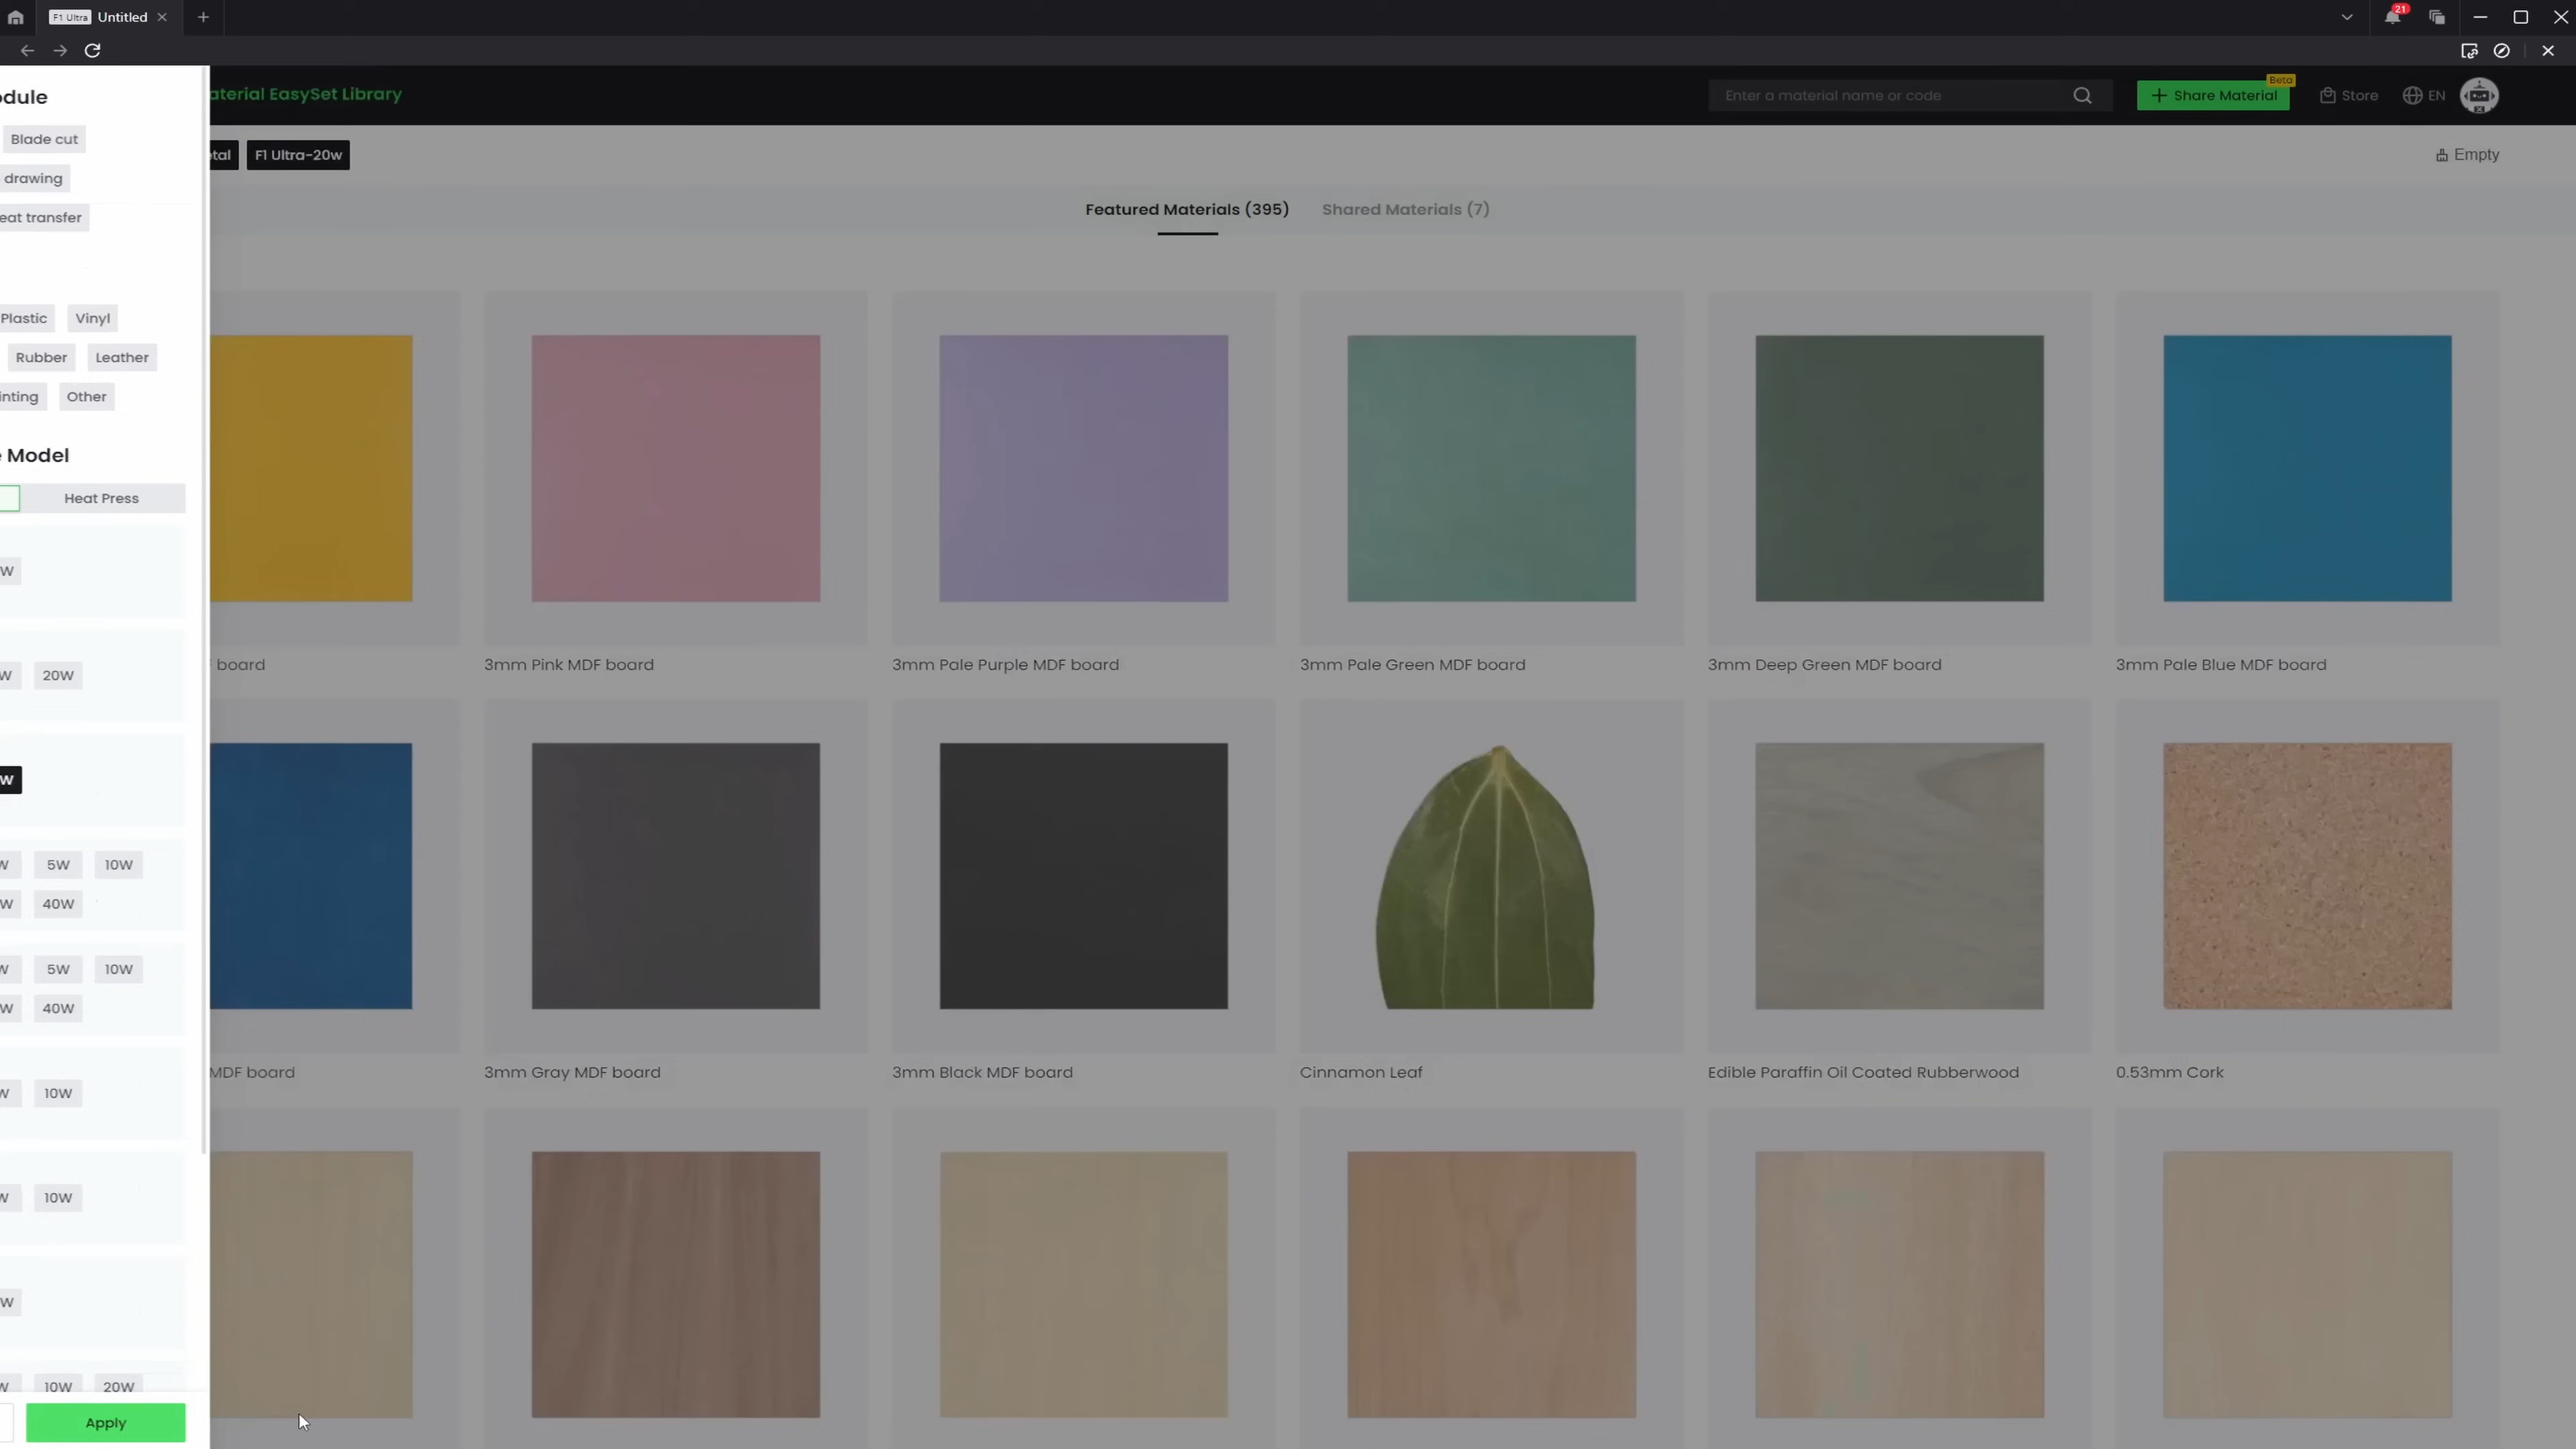 F1 Ultra Untitled
21
odule
aterial EasySet Library
Enter a material name or code
Share Material
Beta
Store
EN
Blade cut
tal
F1 Ultra-20w
Empty
drawing
eat transfer
Featured Materials (395)
Shared Materials (7)
Plastic
Vinyl
Rubber
Leather
inting
Other
Model
Heat Press
W
W
20W
W
W
5W
10W
W
40W
W
5W
10W
W
40W
W
10W
W
10W
W
W
10W
20W
Apply
board
3mm Pink MDF board
3mm Pale Purple MDF board
3mm Pale Green MDF board
3mm Deep Green MDF board
3mm Pale Blue MDF board
MDF board
3mm Gray MDF board
3mm Black MDF board
Cinnamon Leaf
Edible Paraffin Oil Coated Rubberwood
0.53mm Cork